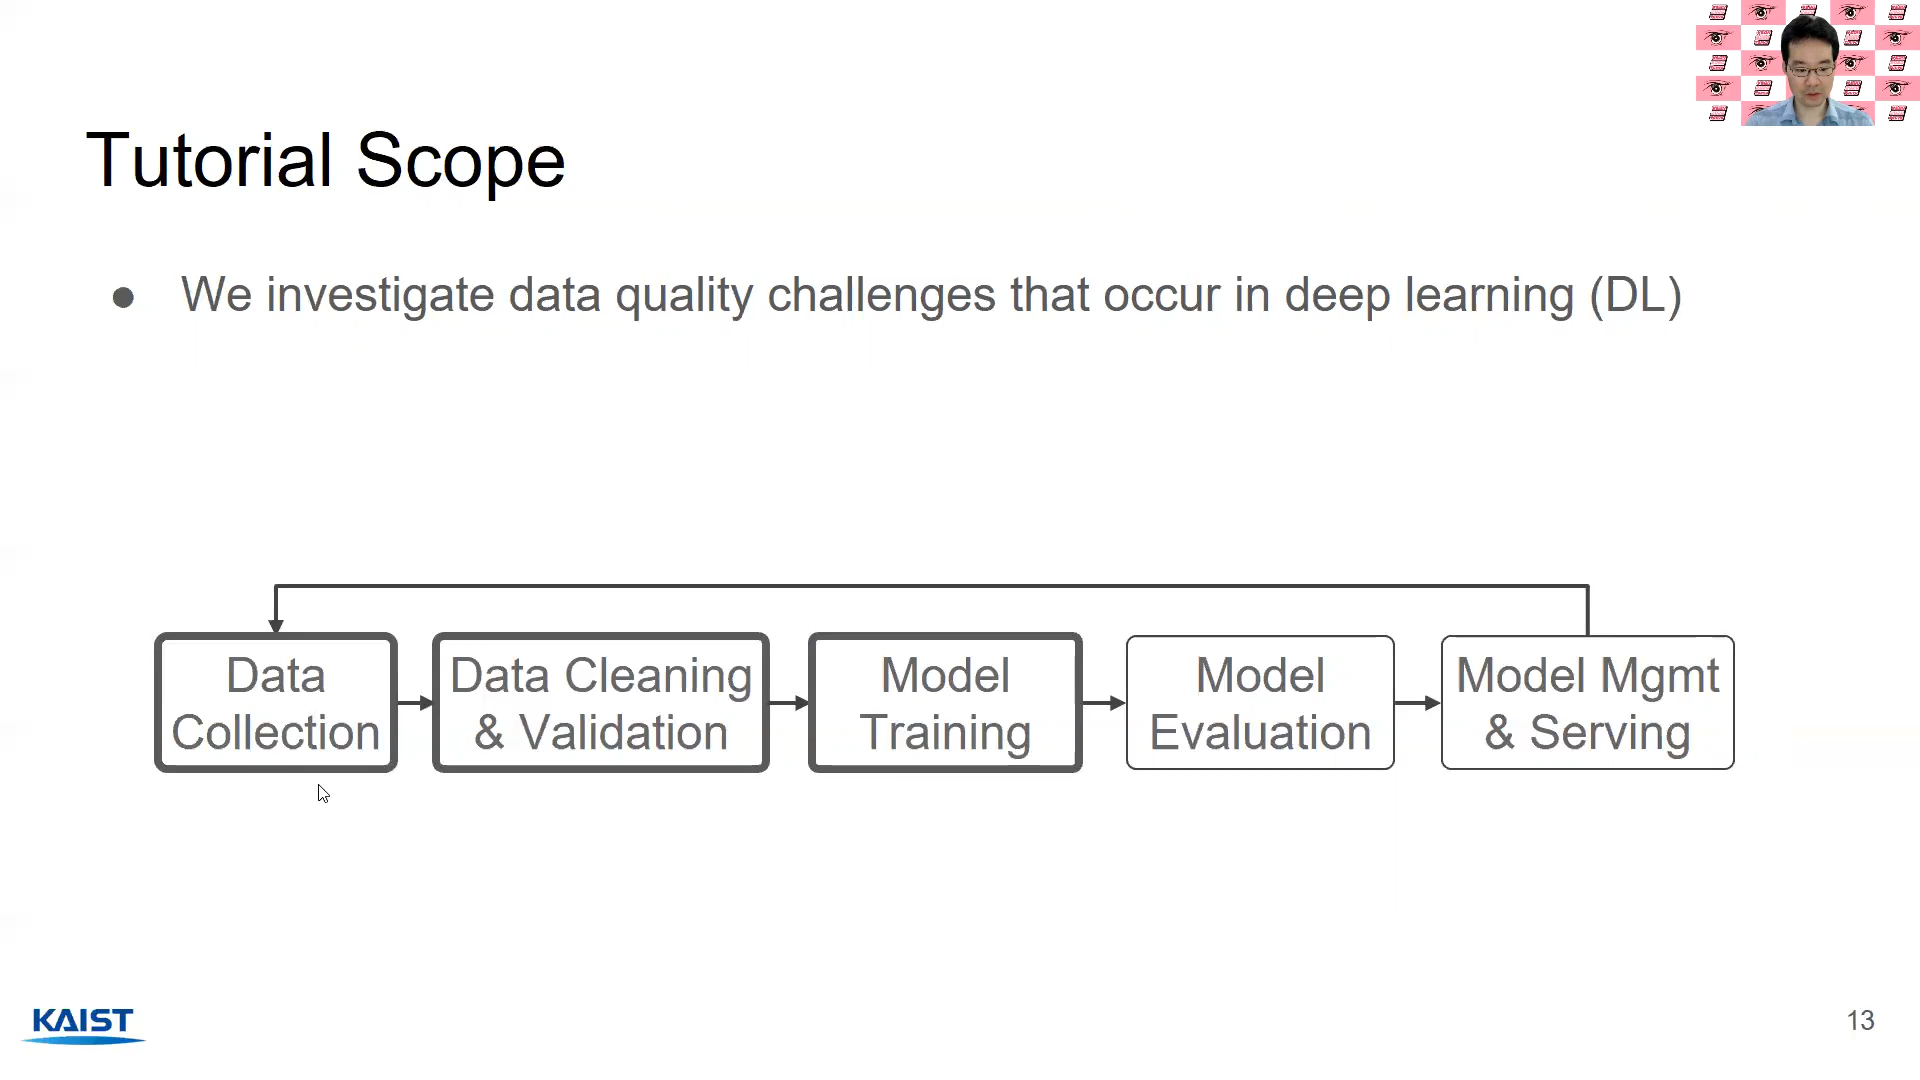 Tutorial Scope
● We investigate data quality challenges that occur in deep learning (DL)
Data
Collection
Data Cleaning
& Validation
Model
Training
Model
Evaluation
Model Mgmt
& Serving
KAIST
13